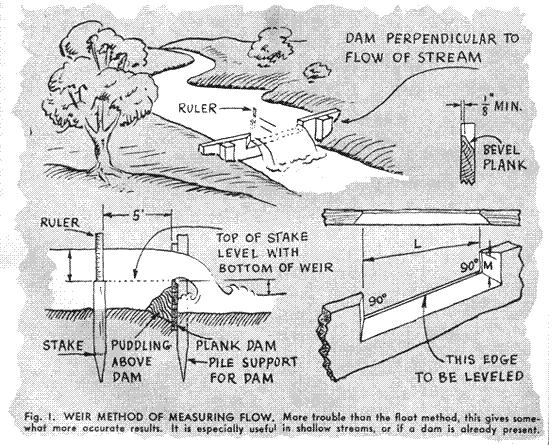 DAM PERPENDICULAR TO
FLOW OF STREAM
RULER
1/8" MIN.
BEVEL
PLANK
5'
RULER
TOP OF STAKE
LEVEL WITH
BOTTOM OF WEIR
L
90°
M
90°
STAKE
PUDDLING
ABOVE
DAM
PLANK DAM
PILE SUPPORT
FOR DAM
THIS EDGE
TO BE LEVELED
Fig. 1. WEIR METHOD OF MEASURING FLOW. More trouble than the float method, this gives some-
what more accurate results. It is especially useful in shallow streams, or if a dam is already present.